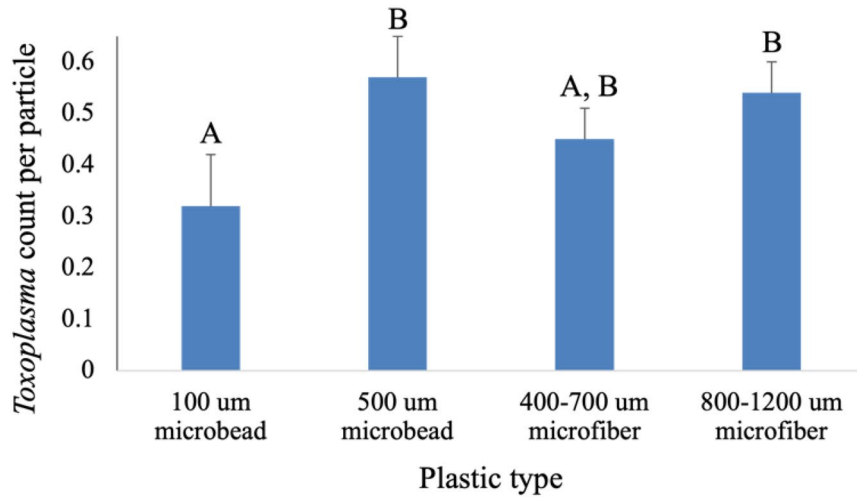 Toxoplasma count per particle
0.6
0.5
0.4
0.3
0.2
0.1
0
A
B
A, B
B
100 um
microbead
500 um
microbead
400-700 um
microfiber
800-1200 um
microfiber
Plastic type